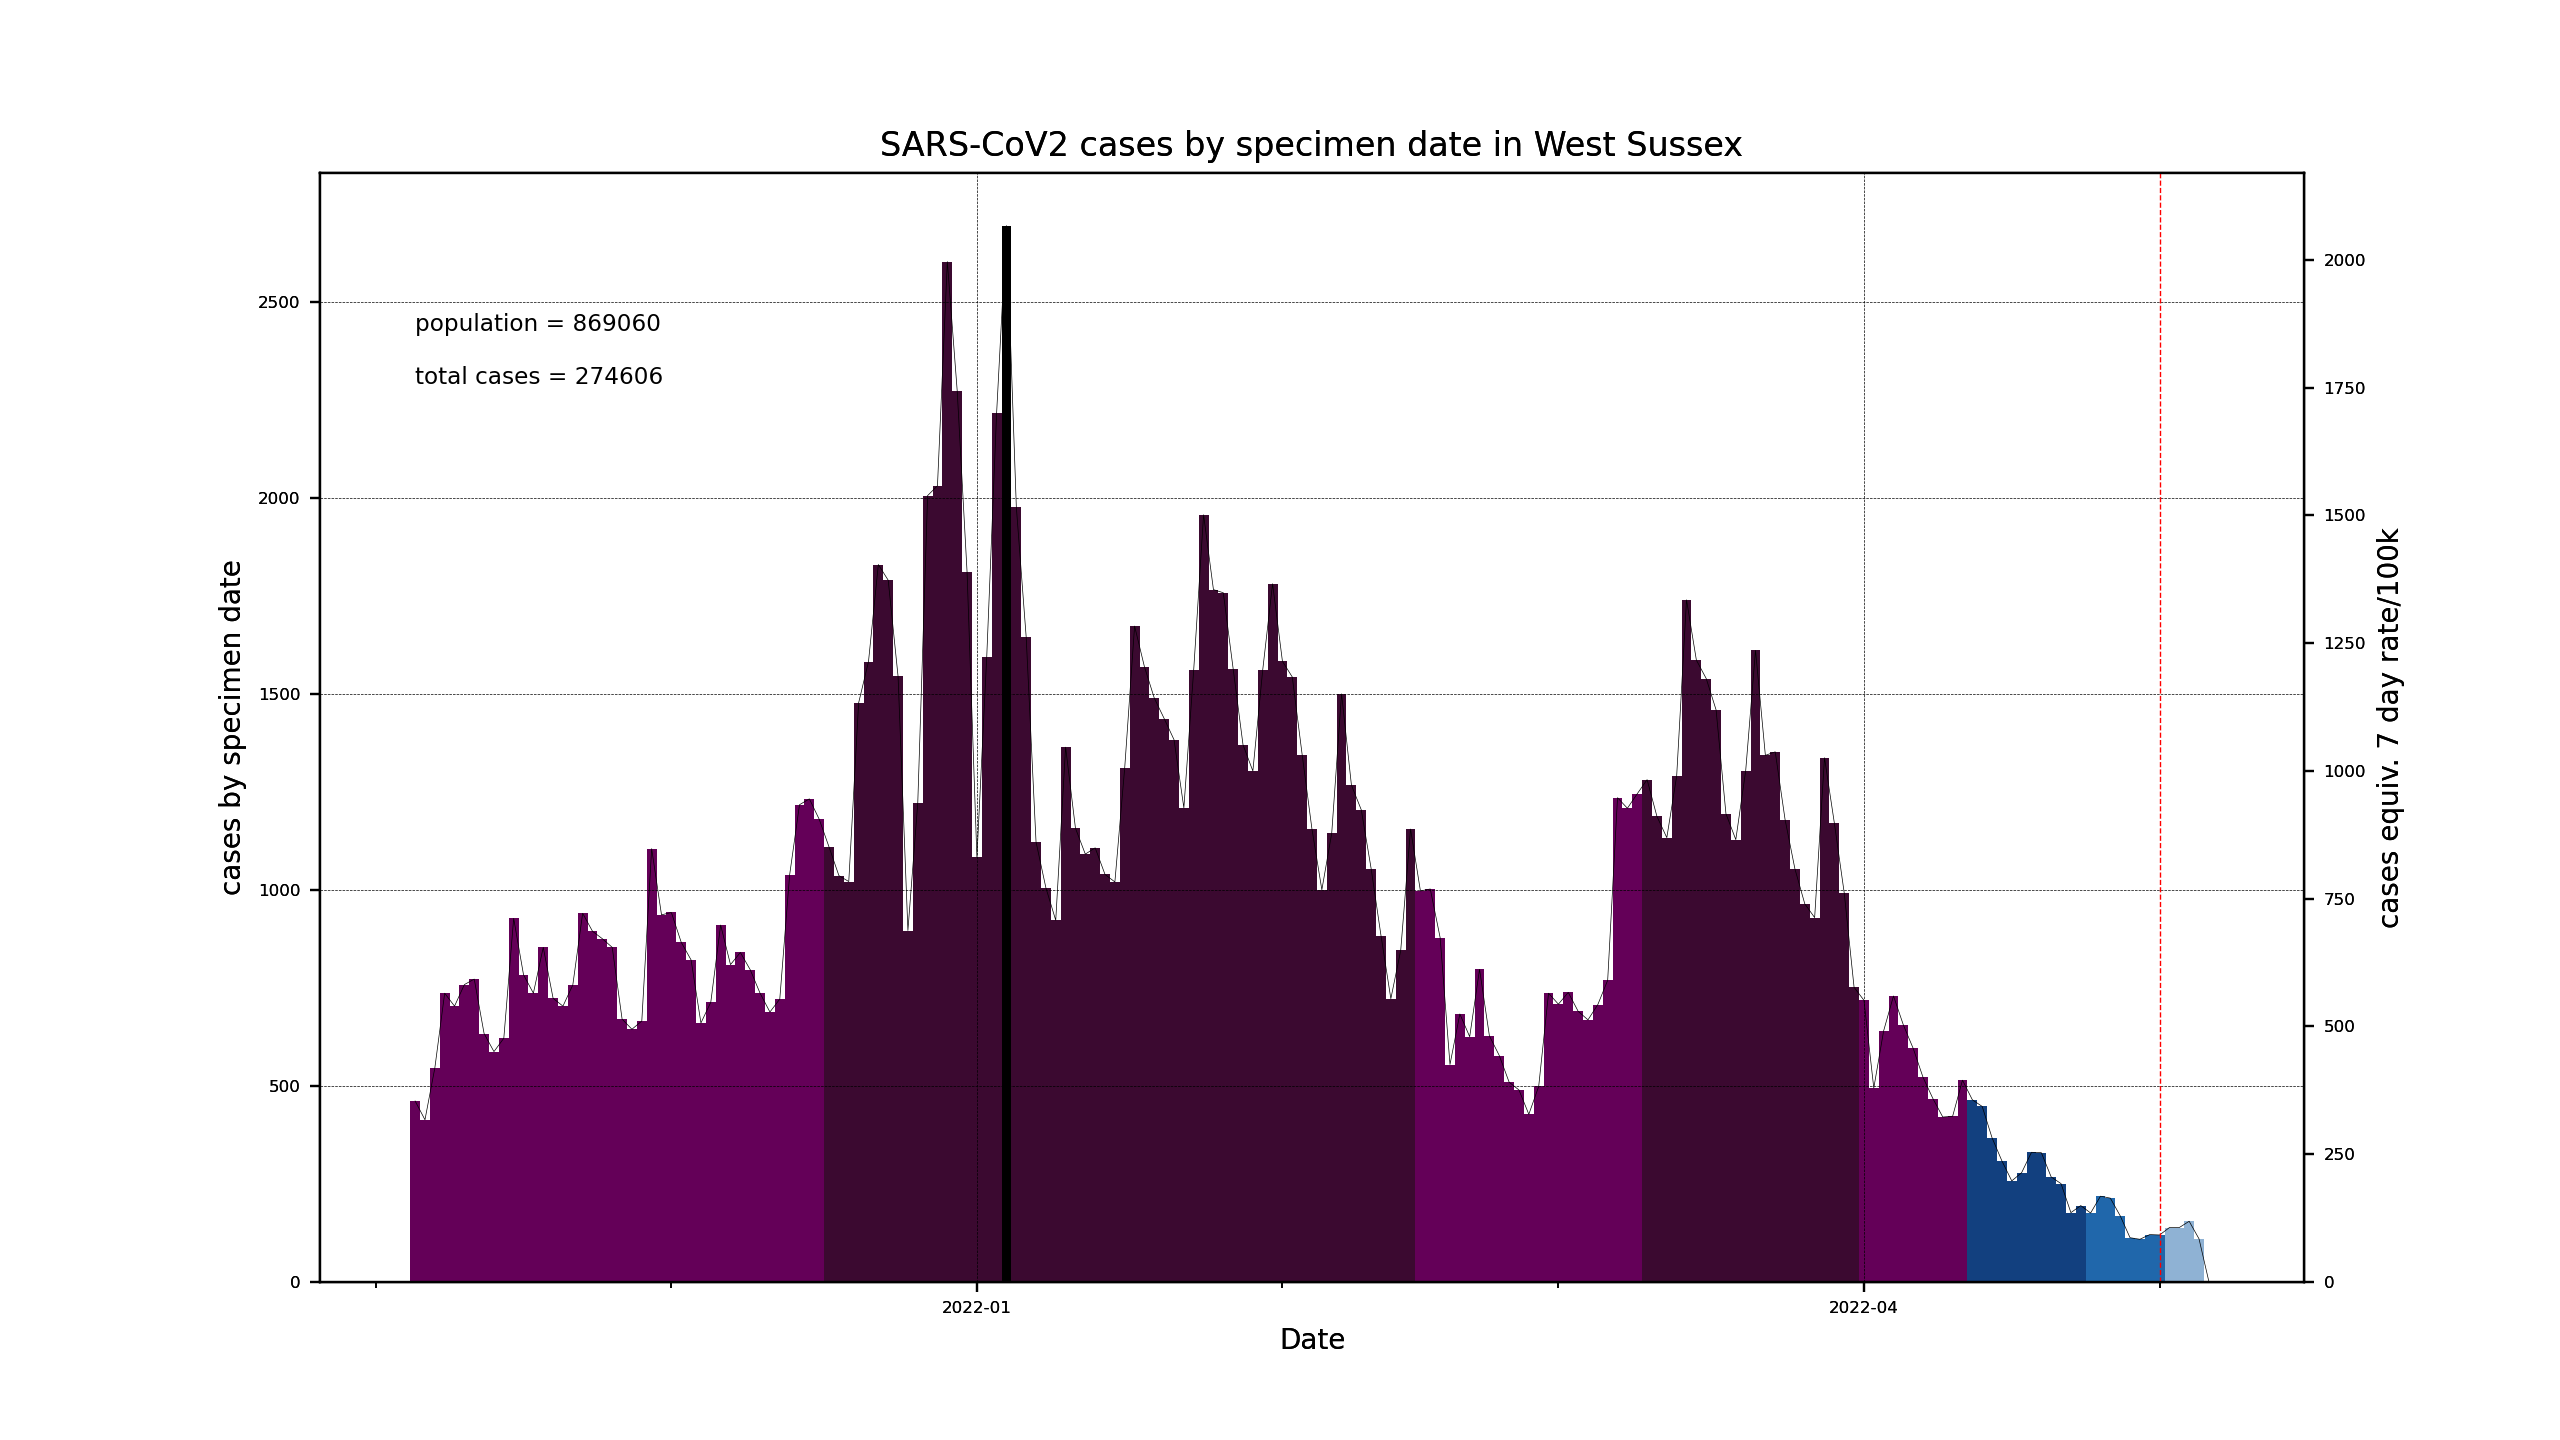 SARS-CoV2 cases by specimen date in West Sussex
population = 869060
total cases = 274606
cases by specimen date
2500
2000
1500
1000
500
0
2000
1750
1500
1250
1000
750
500
250
0
cases equiv. 7 day rate/100k
2022-01
2022-04
Date